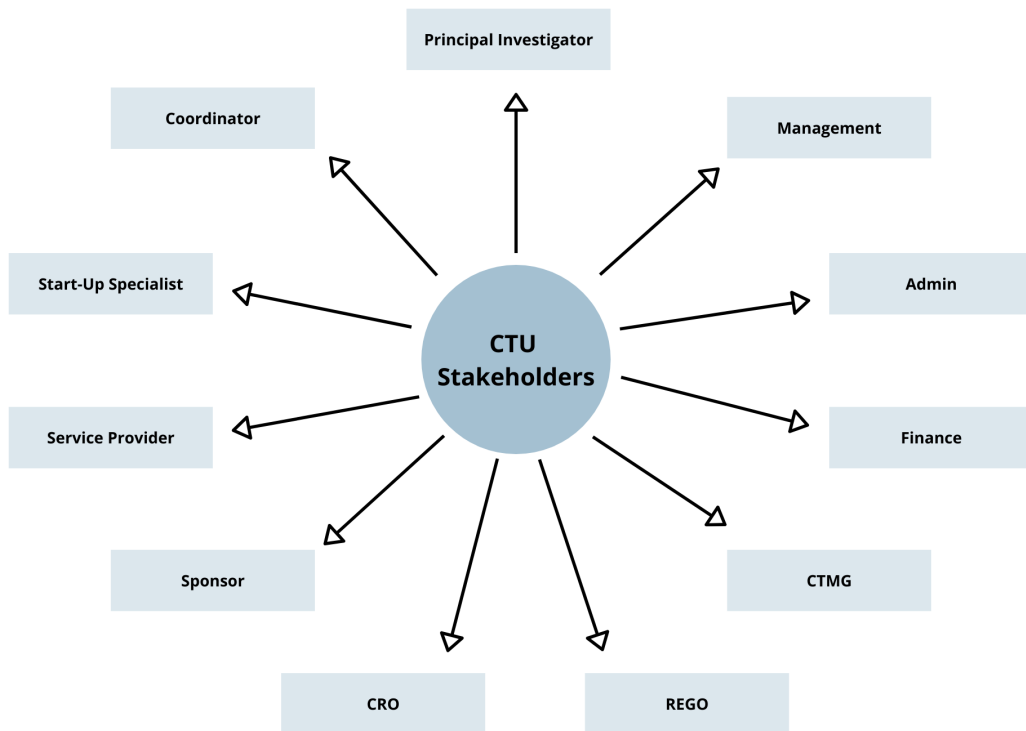 Principal Investigator
Coordinator
Management
Start-Up Specialist
Admin
CTU
Stakeholders
Service Provider
Finance
Sponsor
CTMG
CRO
REGO